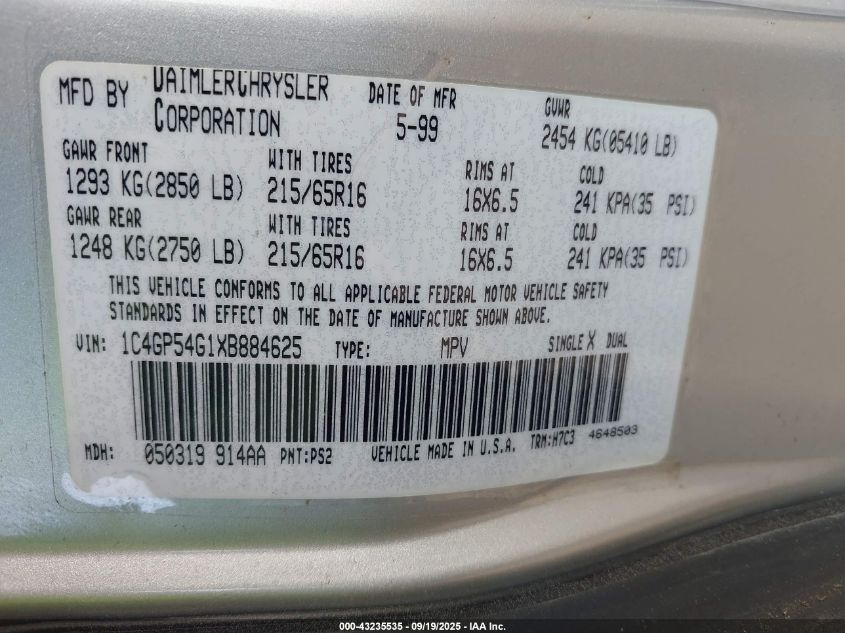 MFD BY DAIMLERCHRYSLER CORPORATION DATE OF MFR 5-99 GVWR 2454 KG(05410 LB)
GAWR FRONT WITH TIRES RIMS AT COLD
1293 KG(2850 LB) 215/65R16 16X6.5 241 KPA(35 PSI)
GAWR REAR WITH TIRES RIMS AT COLD
1248 KG(2750 LB) 215/65R16 16X6.5 241 KPA(35 PSI)
THIS VEHICLE CONFORMS TO ALL APPLICABLE FEDERAL MOTOR VEHICLE SAFETY
STANDARDS IN EFFECT ON THE DATE OF MANUFACTURE SHOWN ABOVE.
VIN: 1C4GP54G1XB884625 TYPE: MPV SINGLE X DUAL
MDH: 050319 914AA PNT:PS2 VEHICLE MADE IN U.S.A. TRM:H7C3 4648503
000-43235535 - 09/19/2025 - IAA Inc.